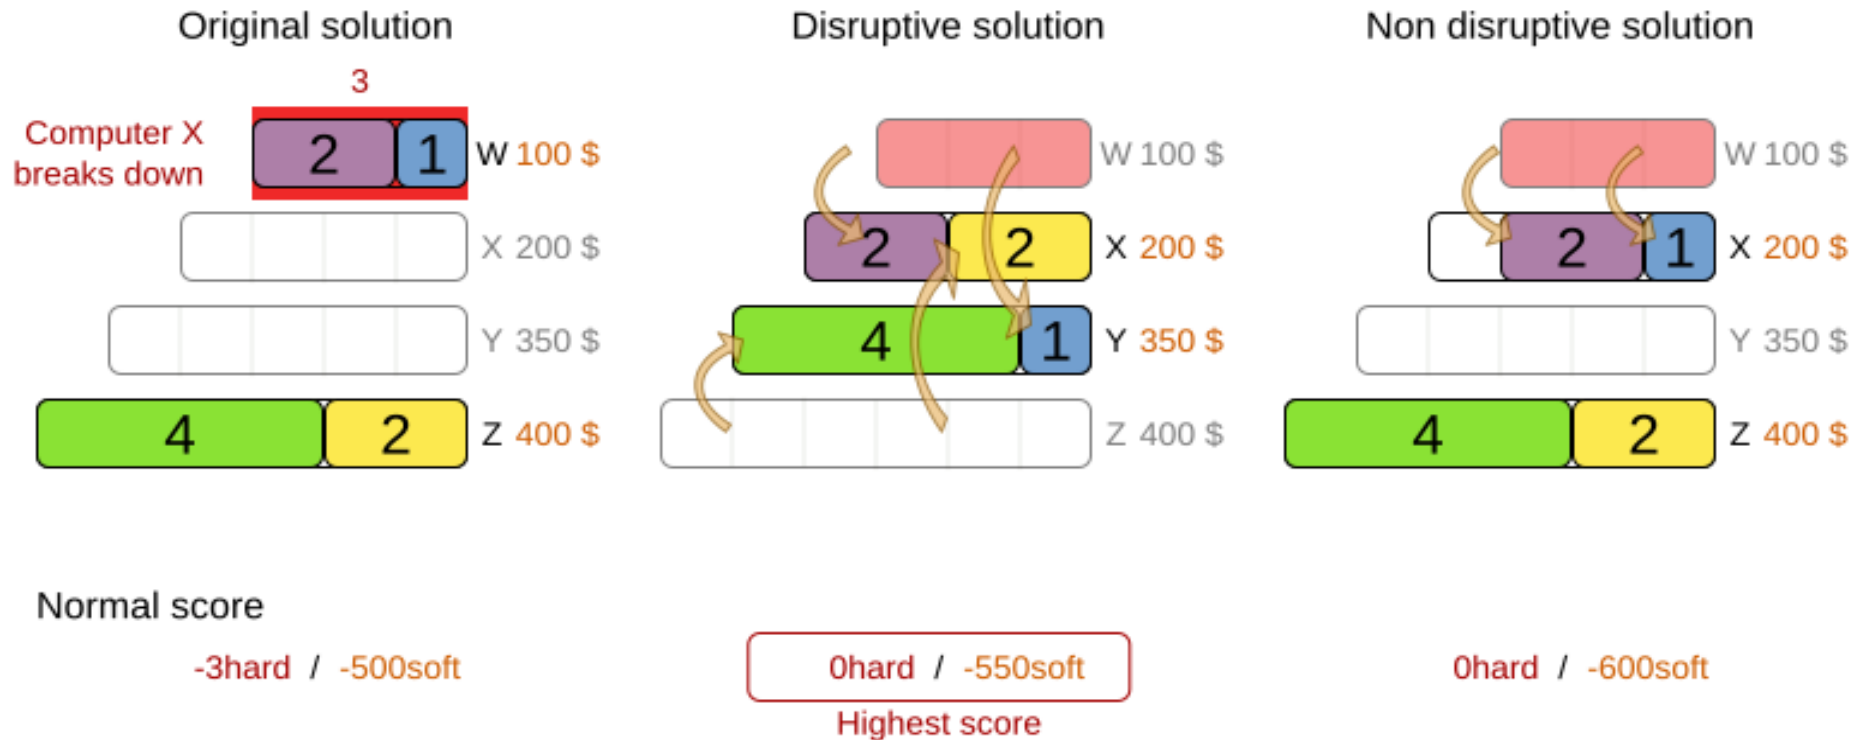 Original solution
Disruptive solution
Non disruptive solution
3
Computer X
breaks down
2 1 W 100 $
W 100 $
W 100 $
X 200 $
2 2 X 200 $
2 1 X 200 $
Y 350 $
4 1 Y 350 $
Y 350 $
4 2 Z 400 $
Z 400 $
4 2 Z 400 $
Normal score
-3hard / -500soft
0hard / -550soft
0hard / -600soft
Highest score